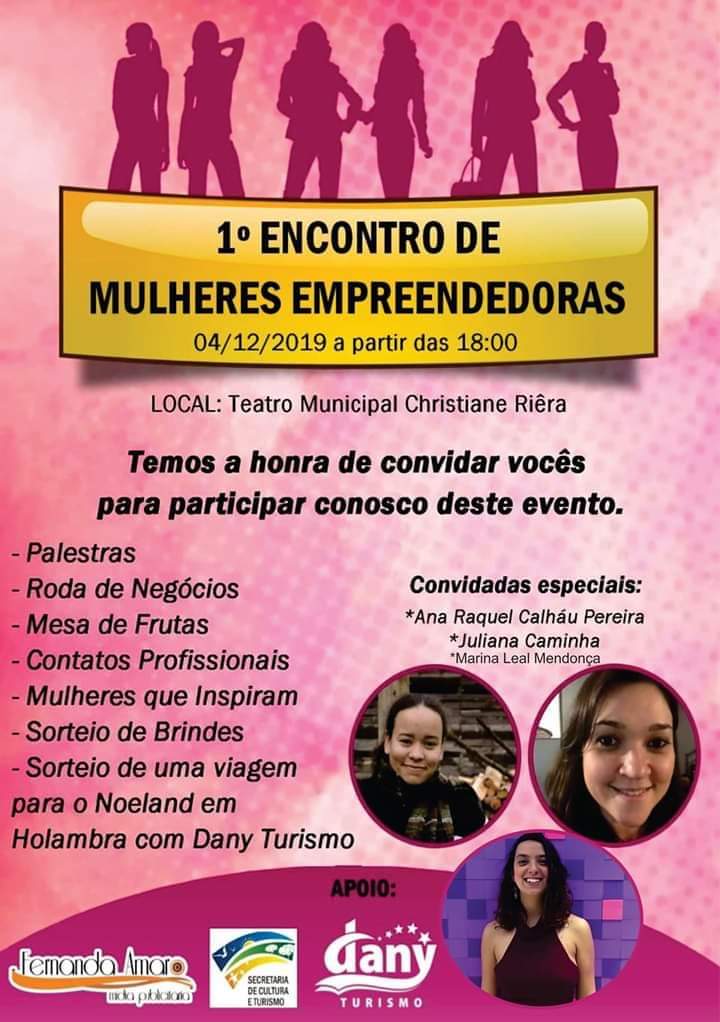 1º ENCONTRO DE
MULHERES EMPREENDEDORAS
04/12/2019 a partir das 18:00
LOCAL: Teatro Municipal Christiane Riêra
Temos a honra de convidar vocês
para participar conosco deste evento.
- Palestras
- Roda de Negócios
- Mesa de Frutas
- Contatos Profissionais
- Mulheres que Inspiram
- Sorteio de Brindes
- Sorteio de uma viagem
para o Noeland em
Holambra com Dany Turismo
Convidadas especiais:
*Ana Raquel Calháu Pereira
*Juliana Caminha
*Marina Leal Mendonça
APOIO:
Fernanda Amaro
mídia publicitária
SECRETARIA
DE CULTURA
E TURISMO
dany
TURISMO